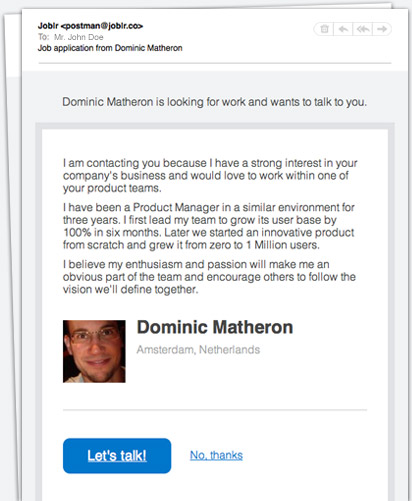 Joblr <postman@joblr.co>
To: Mr. John Doe
Job application from Dominic Matheron
Dominic Matheron is looking for work and wants to talk to you.
I am contacting you because I have a strong interest in your
company's business and would love to work within one of
your product teams.
I have been a Product Manager in a similar environment for
three years. I first lead my team to grow its user base by
100% in six months. Later we started an innovative product
from scratch and grew it from zero to 1 Million users.
I believe my enthusiasm and passion will make me an
obvious part of the team and encourage others to follow the
vision we'll define together.
Dominic Matheron
Amsterdam, Netherlands
Let's talk!
No, thanks